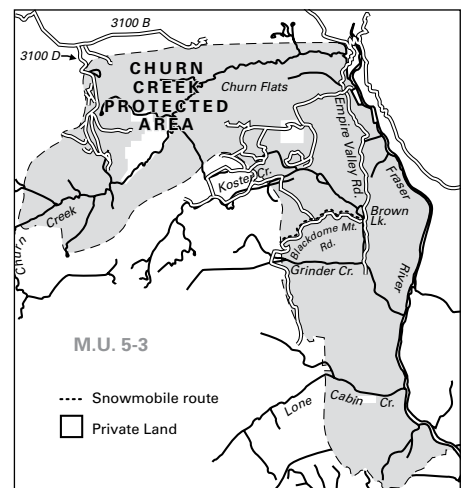 3100 B
3100 D
CHURN
CREEK
PROTECTED
AREA
Churn Flats
Empire Valley Rd.
Fraser
River
Koster Cr.
Brown
Lk.
Blackdome Mt.
Rd.
Grinder Cr.
Churn
Creek
M.U. 5-3
Snowmobile route
Private Land
Lone Cabin Cr.